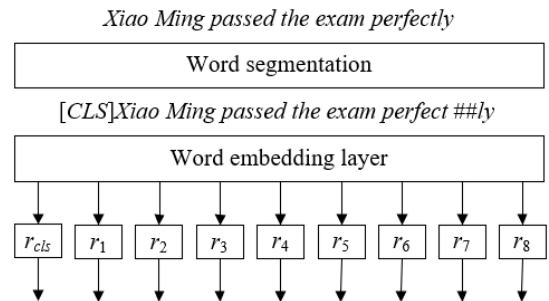 Xiao Ming passed the exam perfectly
Word segmentation
[CLS]Xiao Ming passed the exam perfect ##ly
Word embedding layer
r_cls r_1 r_2 r_3 r_4 r_5 r_6 r_7 r_8